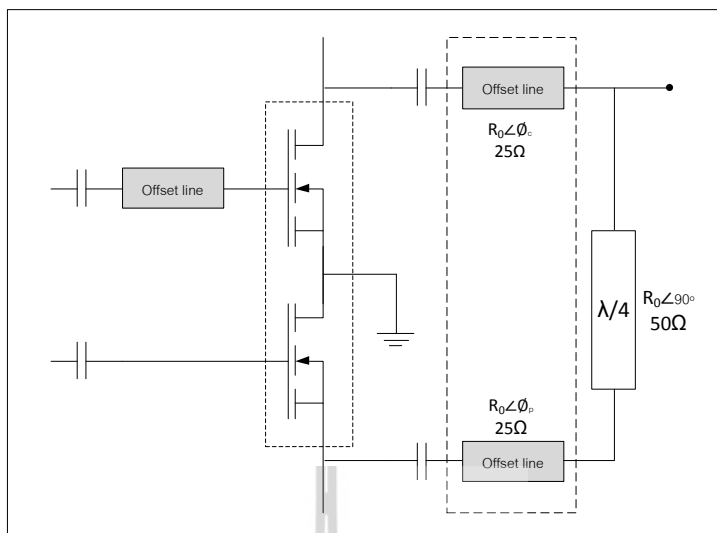 Offset line
R₀∠Ø꜀
25Ω
Offset line
λ/4
R₀∠90°
50Ω
R₀∠Øₚ
25Ω
Offset line